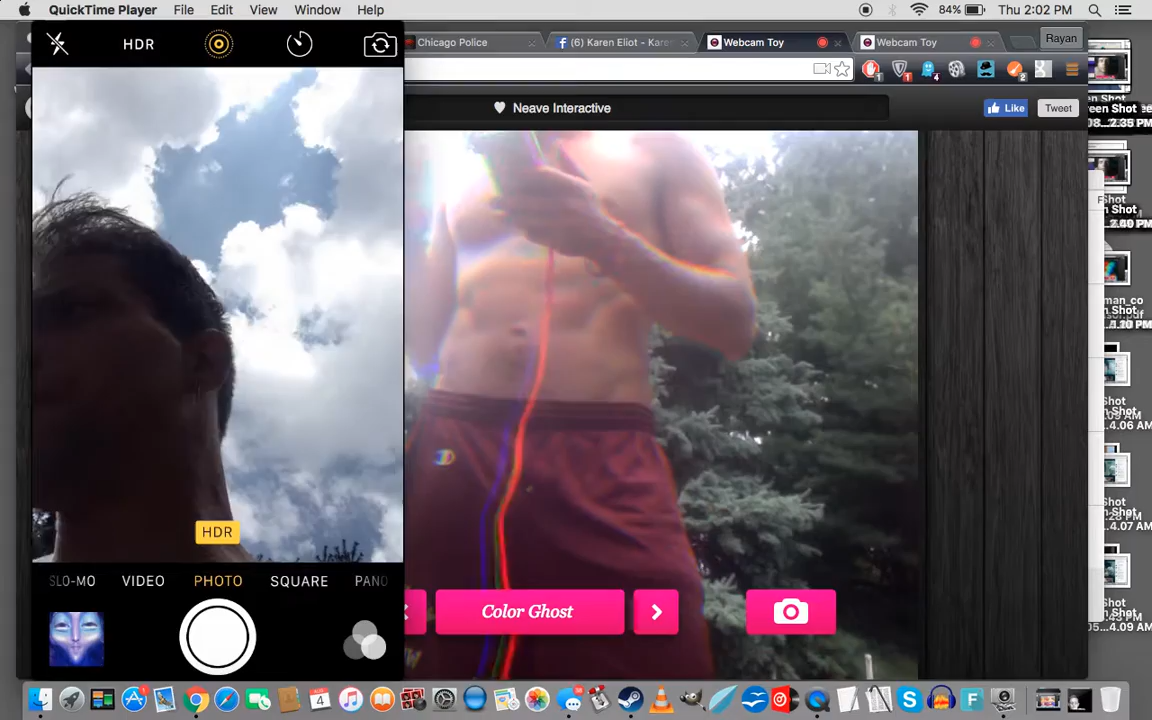 QuickTime Player File Edit View Window Help 84% Thu 2:02 PM
HDR
Chicago Police
(6) Karen Eliot - Kare
Webcam Toy
Webcam Toy
Rayan
Neave Interactive
Like
Tweet
HDR
SLO-MO VIDEO PHOTO SQUARE PANO
Color Ghost